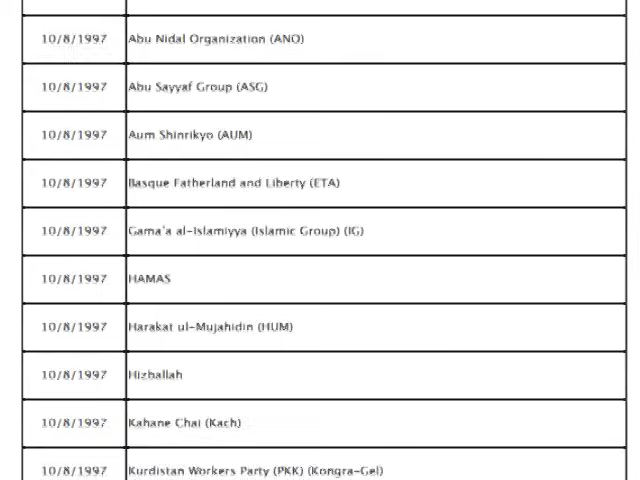 10/8/1997 Abu Nidal Organization (ANO)
10/8/1997 Abu Sayyaf Group (ASG)
10/8/1997 Aum Shinrikyo (AUM)
10/8/1997 Basque Fatherland and Liberty (ETA)
10/8/1997 Gama'a al-Islamiyya (Islamic Group) (IG)
10/8/1997 HAMAS
10/8/1997 Harakat ul-Mujahidin (HUM)
10/8/1997 Hizballah
10/8/1997 Kahane Chai (Kach)
10/8/1997 Kurdistan Workers Party (PKK) (Kongra-Gel)